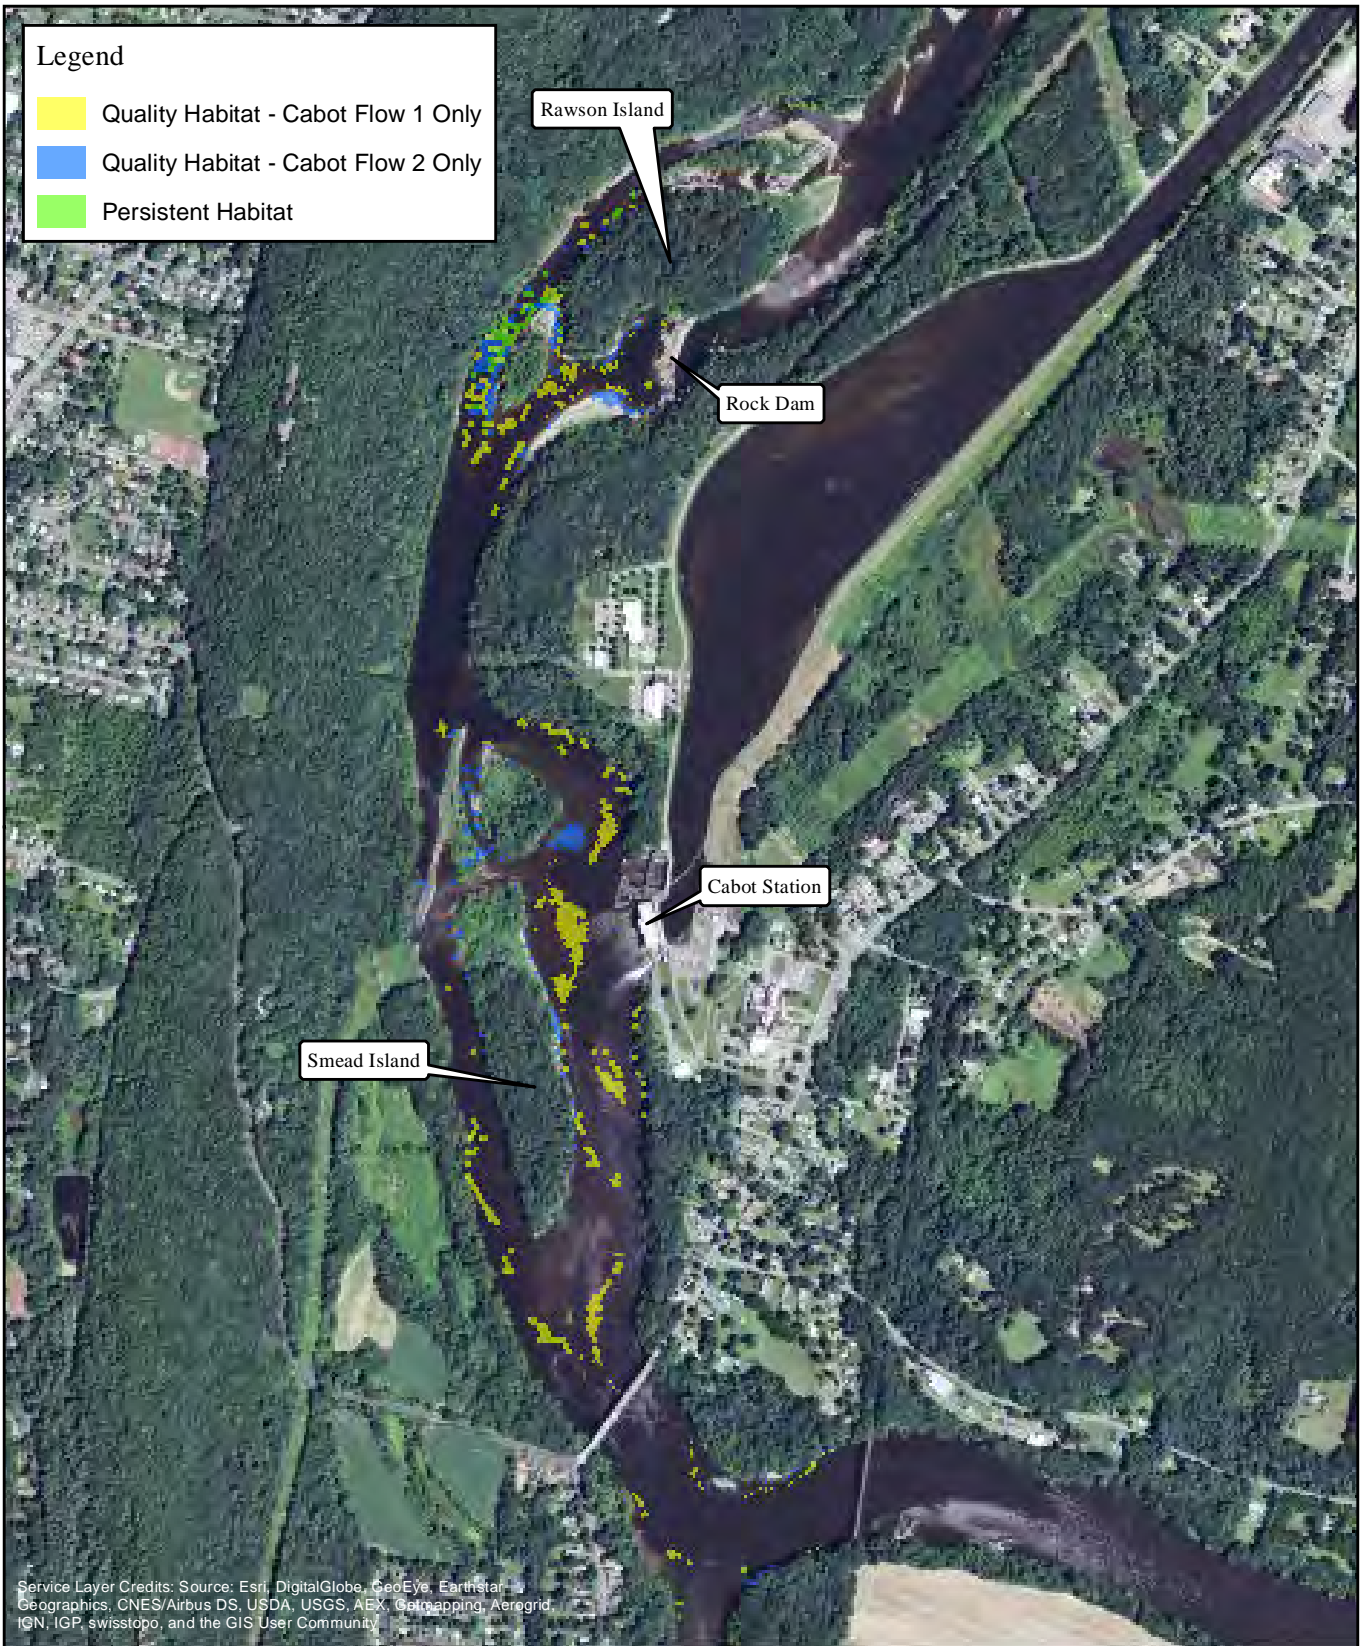 Legend
Quality Habitat - Cabot Flow 1 Only
Quality Habitat - Cabot Flow 2 Only
Persistent Habitat
Rawson Island
Rock Dam
Cabot Station
Smead Island
Service Layer Credits: Source: Esri, DigitalGlobe, GeoEye, Earthstar
Geographics, CNES/Airbus DS, USDA, USGS, AEX, Getmapping, Aerogrid,
IGN, IGP, swisstopo, and the GIS User Community